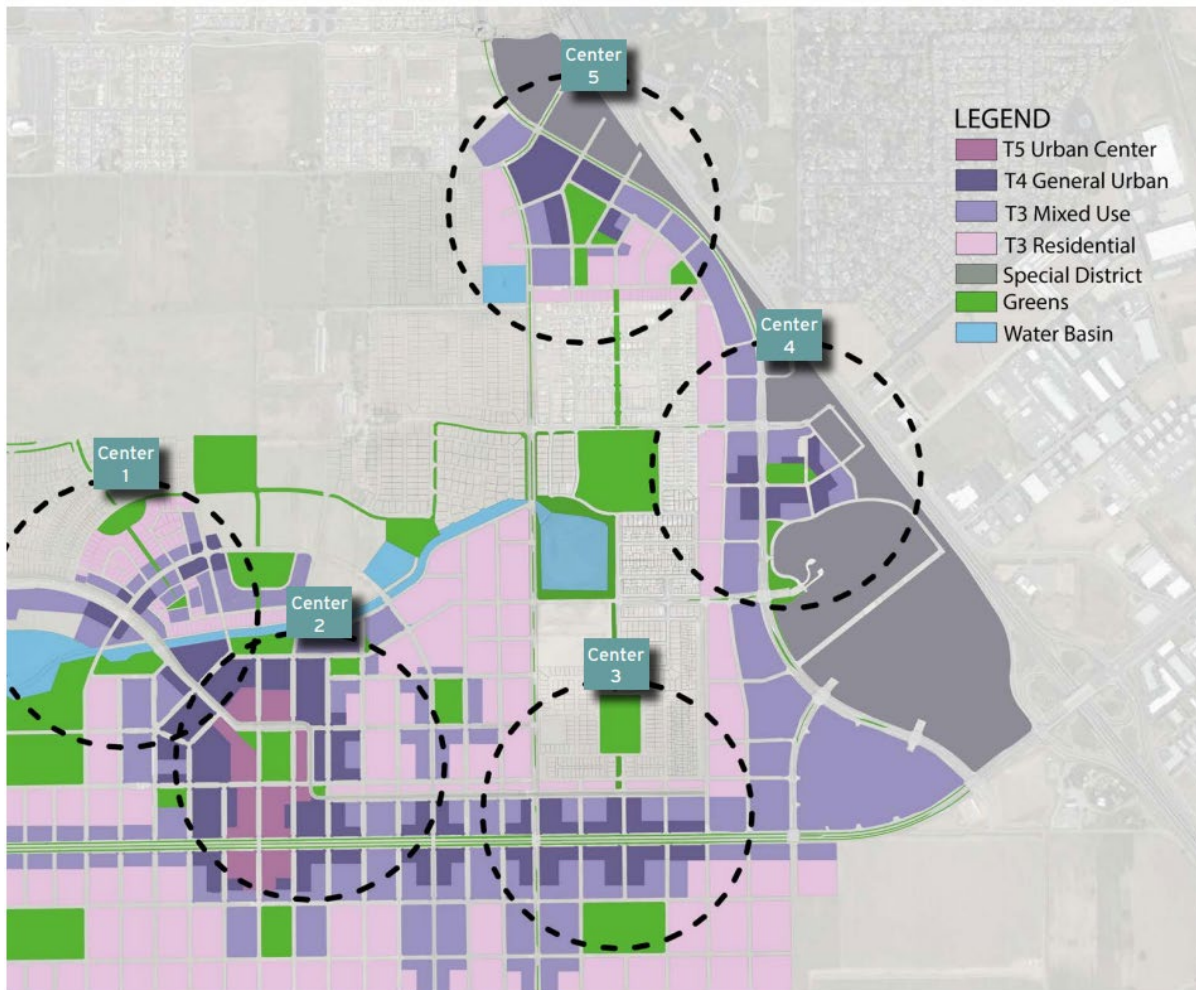 Center
5
LEGEND
T5 Urban Center
T4 General Urban
T3 Mixed Use
T3 Residential
Special District
Greens
Water Basin
Center
4
Center
1
Center
2
Center
3